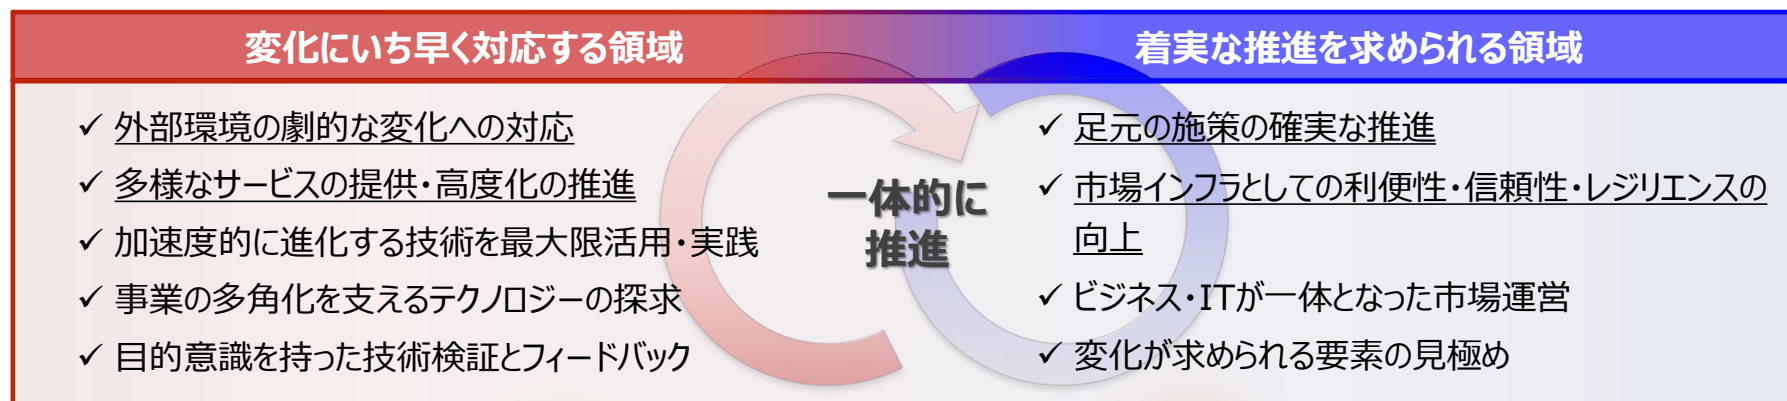 変化にいち早く対応する領域
✓ 外部環境の劇的な変化への対応
✓ 多様なサービスの提供・高度化の推進
✓ 加速度的に進化する技術を最大限活用・実践
✓ 事業の多角化を支えるテクノロジーの探求
✓ 目的意識を持った技術検証とフィードバック
一体的に
推進
着実な推進を求められる領域
✓ 足元の施策の確実な推進
✓ 市場インフラとしての利便性・信頼性・レジリエンスの
向上
✓ ビジネス・ITが一体となった市場運営
✓ 変化が求められる要素の見極め